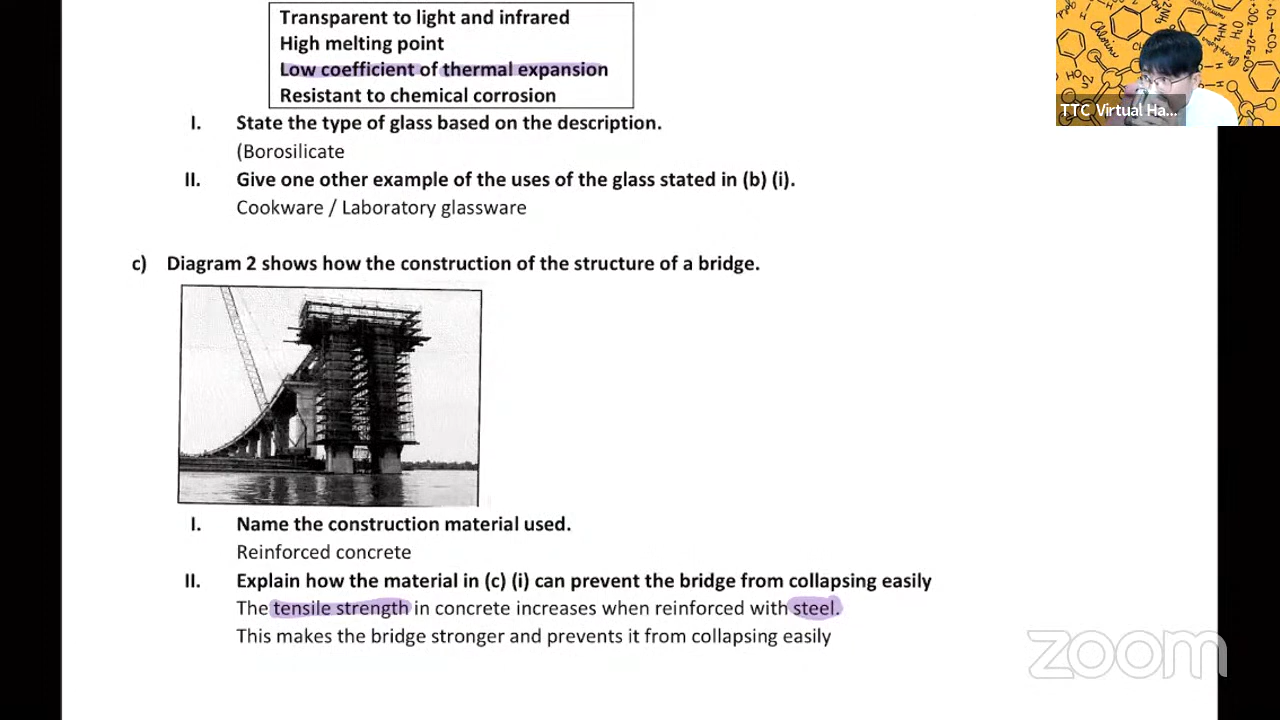 Transparent to light and infrared
High melting point
Low coefficient of thermal expansion
Resistant to chemical corrosion
I. State the type of glass based on the description.
(Borosilicate
II. Give one other example of the uses of the glass stated in (b) (i).
Cookware / Laboratory glassware
c) Diagram 2 shows how the construction of the structure of a bridge.
I. Name the construction material used.
Reinforced concrete
II. Explain how the material in (c) (i) can prevent the bridge from collapsing easily
The tensile strength in concrete increases when reinforced with steel.
This makes the bridge stronger and prevents it from collapsing easily
TTC Virtual Ha...
zoom